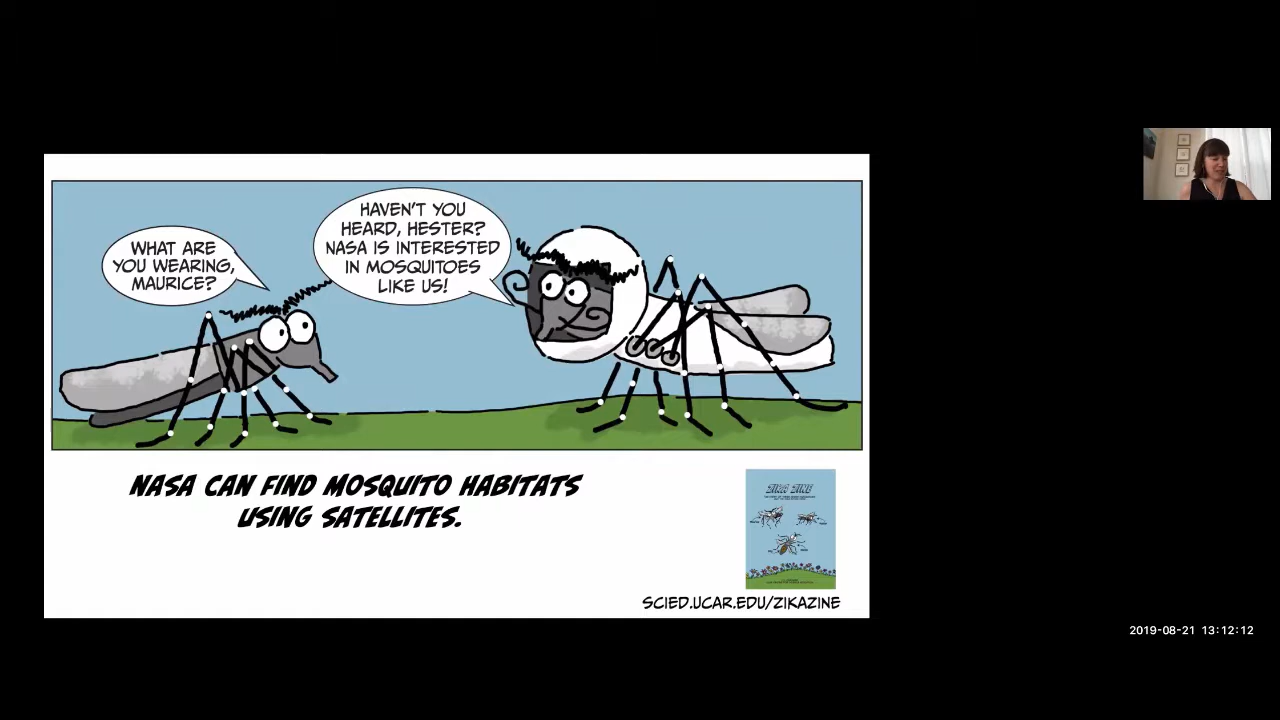 WHAT ARE
YOU WEARING,
MAURICE?
HAVEN'T YOU
HEARD, HESTER?
NASA IS INTERESTED
IN MOSQUITOES
LIKE US!
NASA CAN FIND MOSQUITO HABITATS
USING SATELLITES.
ZIKA ZINE
SCIED.UCAR.EDU/ZIKAZINE
2019-08-21 13:12:12